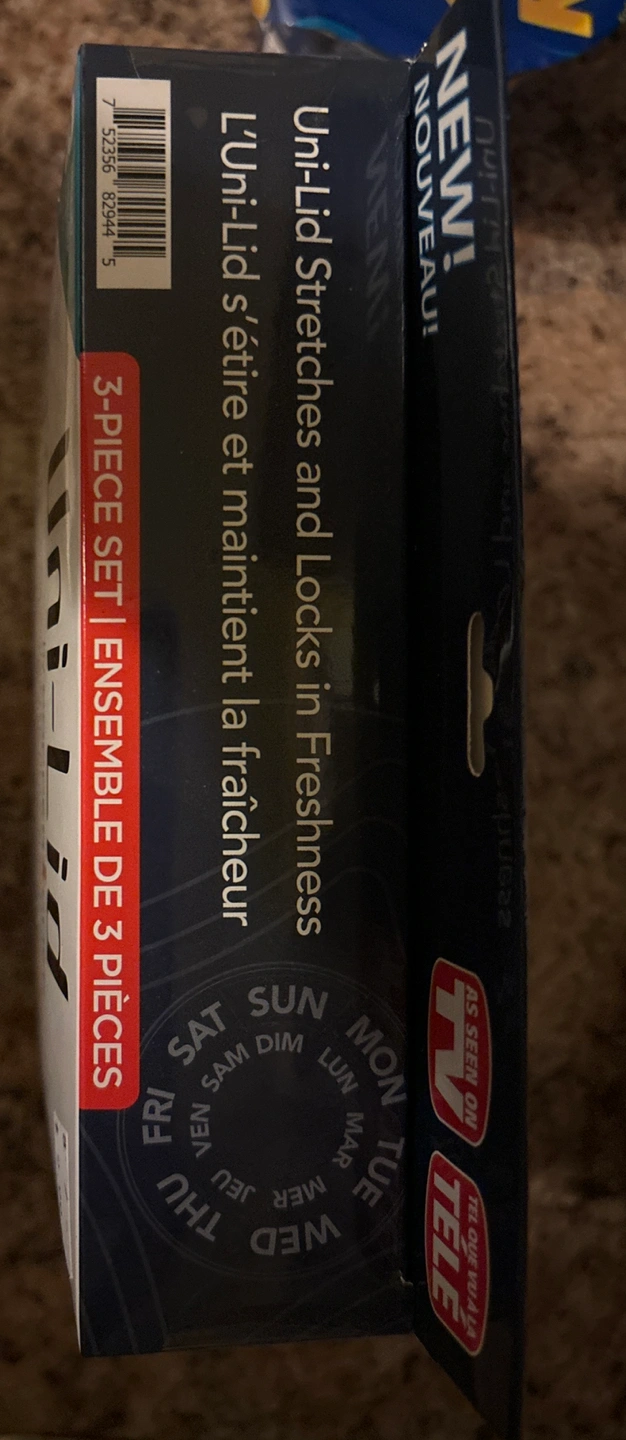 NEW!
NOUVEAU!
AS SEEN ON
TV
TEL QUE VU À LA
TÉLÉ
Uni-Lid Stretches and Locks in Freshness
L'Uni-Lid s'étire et maintient la fraîcheur
7 52356 82944 5
3-PIECE SET | ENSEMBLE DE 3 PIÈCES
SUN MON TUE WED THU FRI SAT
DIM LUN MAR MER JEU VEN SAM
Uni-Lid